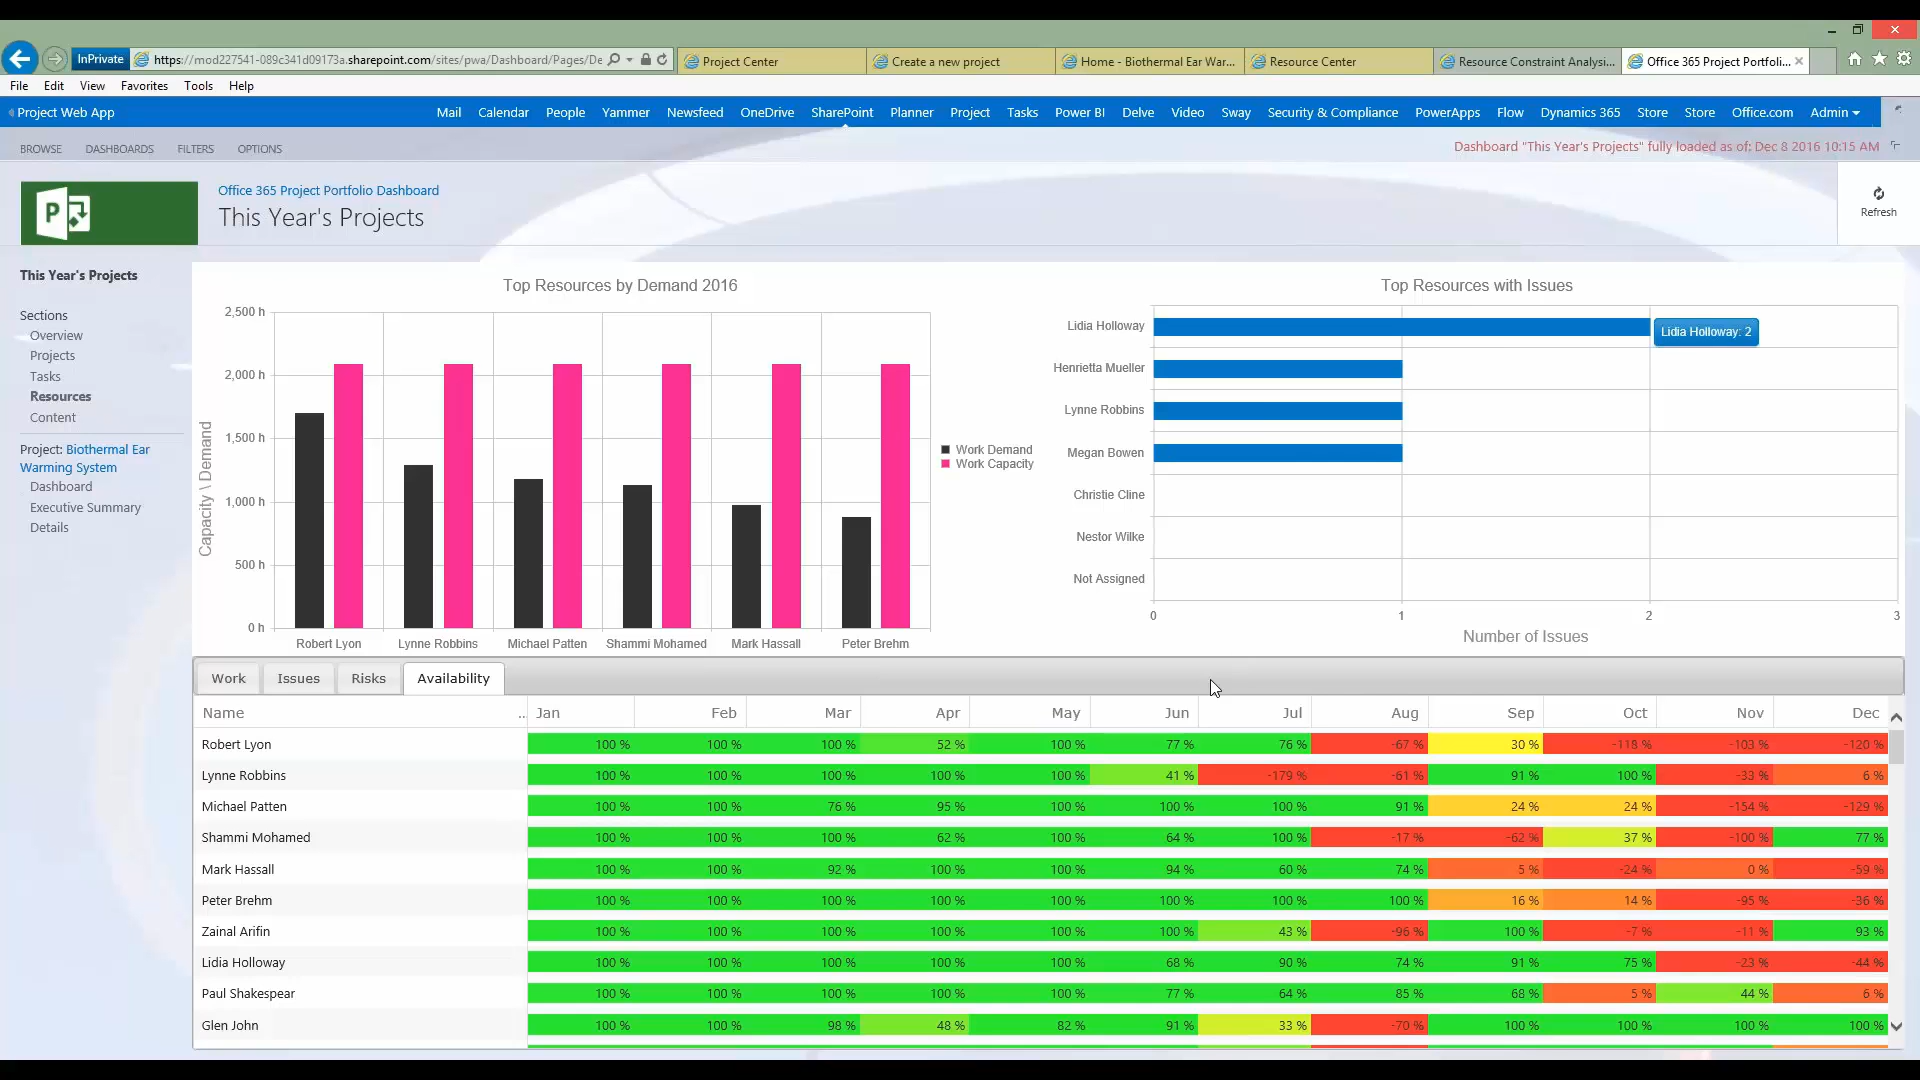 InPrivate https://mod227541-089c341d09173a.sharepoint.com/sites/pwa/Dashboard/Pages/De
Project Center
Create a new project
Home - Biothermal Ear War...
Resource Center
Resource Constraint Analysi...
Office 365 Project Portfolio...
File Edit View Favorites Tools Help
Project Web App
Mail Calendar People Yammer Newsfeed OneDrive SharePoint Planner Project Tasks Power BI Delve Video Sway Security & Compliance PowerApps Flow Dynamics 365 Store Store Office.com Admin
BROWSE DASHBOARDS FILTERS OPTIONS
Dashboard "This Year's Projects" fully loaded as of: Dec 8 2016 10:15 AM
P
Office 365 Project Portfolio Dashboard
This Year's Projects
Refresh
This Year's Projects
Sections
Overview
Projects
Tasks
Resources
Content
Project: Biothermal Ear
Warming System
Dashboard
Executive Summary
Details
Top Resources by Demand 2016
Capacity \ Demand
2,500 h
2,000 h
1,500 h
1,000 h
500 h
0 h
Robert Lyon Lynne Robbins Michael Patten Shammi Mohamed Mark Hassall Peter Brehm
Work Demand
Work Capacity
Top Resources with Issues
Lidia Holloway
Lidia Holloway: 2
Henrietta Mueller
Lynne Robbins
Megan Bowen
Christie Cline
Nestor Wilke
Not Assigned
0 1 2 3
Number of Issues
Work Issues Risks Availability
Name ... Jan Feb Mar Apr May Jun Jul Aug Sep Oct Nov Dec
Robert Lyon 100 % 100 % 100 % 52 % 100 % 77 % 76 % -67 % 30 % -118 % -103 % -120 %
Lynne Robbins 100 % 100 % 100 % 100 % 100 % 41 % -179 % -61 % 91 % 100 % -33 % 6 %
Michael Patten 100 % 100 % 76 % 95 % 100 % 100 % 100 % 91 % 24 % 24 % -154 % -129 %
Shammi Mohamed 100 % 100 % 100 % 62 % 100 % 64 % 100 % -17 % -62 % 37 % -100 % 77 %
Mark Hassall 100 % 100 % 92 % 100 % 100 % 94 % 60 % 74 % 5 % -24 % 0 % -59 %
Peter Brehm 100 % 100 % 100 % 100 % 100 % 100 % 100 % 100 % 16 % 14 % -95 % -36 %
Zainal Arifin 100 % 100 % 100 % 100 % 100 % 100 % 43 % -96 % 100 % -7 % -11 % 93 %
Lidia Holloway 100 % 100 % 100 % 100 % 100 % 68 % 90 % 74 % 91 % 75 % -23 % -44 %
Paul Shakespear 100 % 100 % 100 % 100 % 100 % 77 % 64 % 85 % 68 % 5 % 44 % 6 %
Glen John 100 % 100 % 98 % 48 % 82 % 91 % 33 % -70 % 100 % 100 % 100 % 100 %